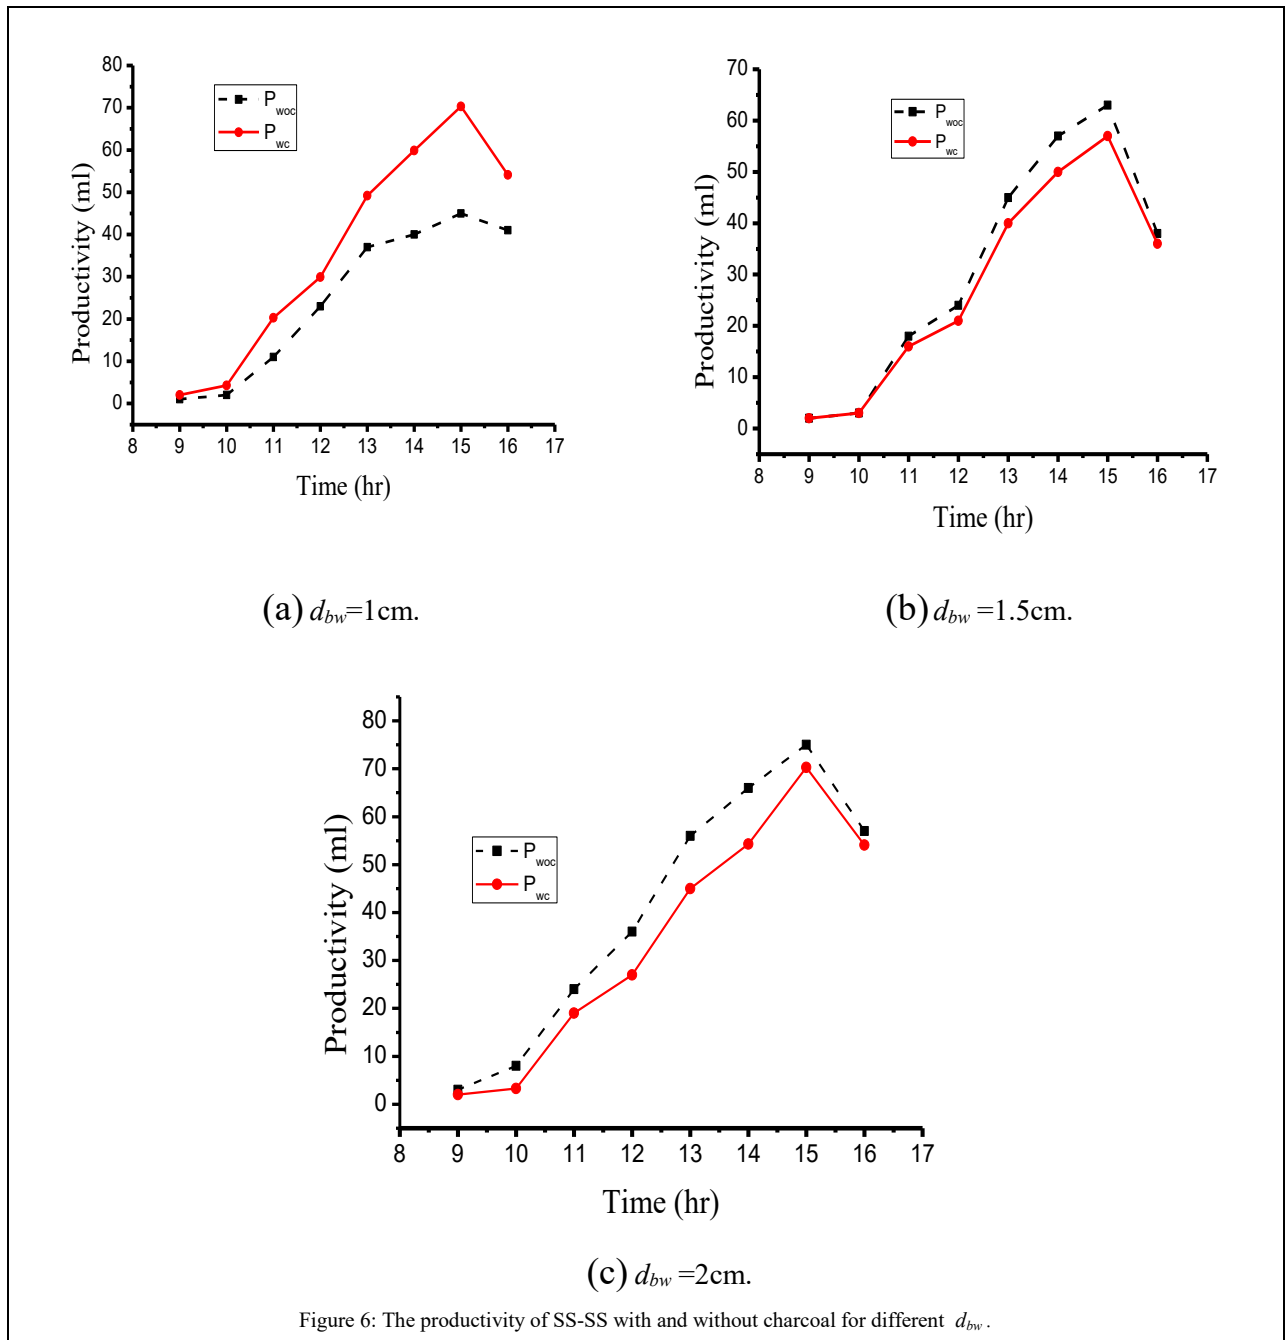 80
70
60
50
40
30
20
10
0
Productivity (ml)
P woc
P wc
8 9 10 11 12 13 14 15 16 17
Time (hr)
(a) dbw=1cm.
70
60
50
40
30
20
10
0
Productivity (ml)
P woc
P wc
8 9 10 11 12 13 14 15 16 17
Time (hr)
(b) dbw =1.5cm.
80
70
60
50
40
30
20
10
0
Productivity (ml)
P woc
P wc
8 9 10 11 12 13 14 15 16 17
Time (hr)
(c) dbw =2cm.
Figure 6: The productivity of SS-SS with and without charcoal for different dbw .